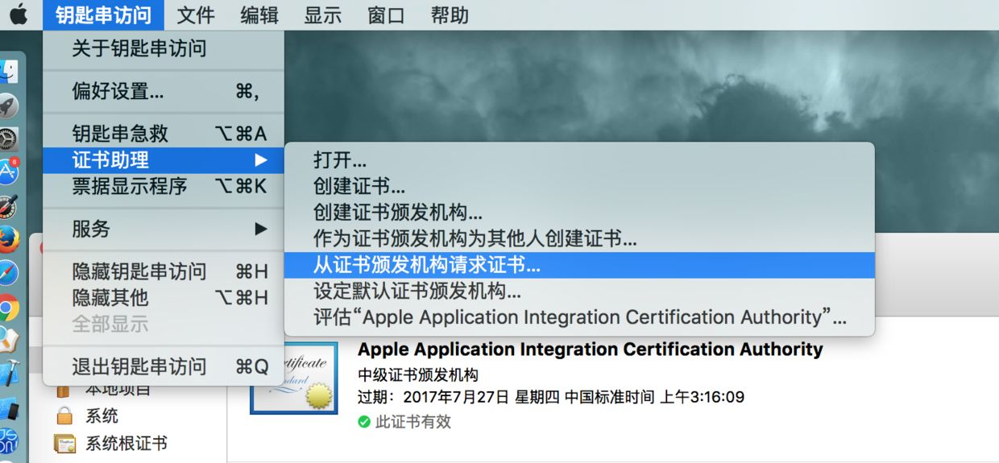 钥匙串访问 文件 编辑 显示 窗口 帮助
关于钥匙串访问
偏好设置... ⌘,
钥匙串急救 ⌥⌘A
证书助理 ▶
票据显示程序 ⌥⌘K
服务 ▶
隐藏钥匙串访问 ⌘H
隐藏其他 ⌥⌘H
全部显示
退出钥匙串访问 ⌘Q
打开...
创建证书...
创建证书颁发机构...
作为证书颁发机构为其他人创建证书...
从证书颁发机构请求证书...
设定默认证书颁发机构...
评估“Apple Application Integration Certification Authority”...
本地项目
系统
系统根证书
Apple Application Integration Certification Authority
中级证书颁发机构
过期：2017年7月27日 星期四 中国标准时间 上午3:16:09
此证书有效